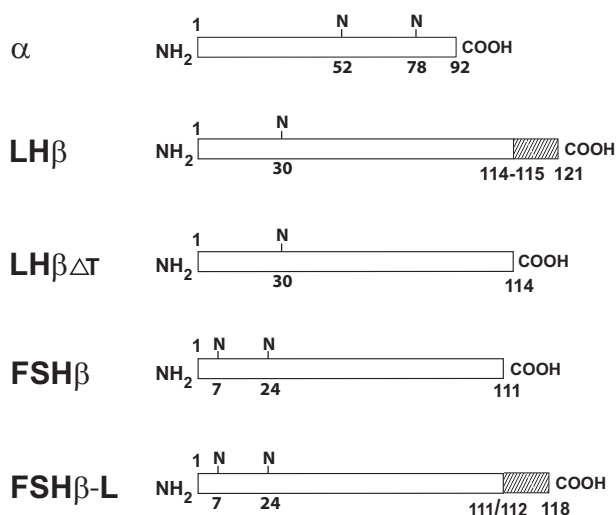 1 N N
α NH2 COOH
52 78 92
1 N
LHβ NH2 COOH
30 114-115 121
1 N
LHβΔT NH2 COOH
30 114
1 N N
FSHβ NH2 COOH
7 24 111
1 N N
FSHβ-L NH2 COOH
7 24 111/112 118